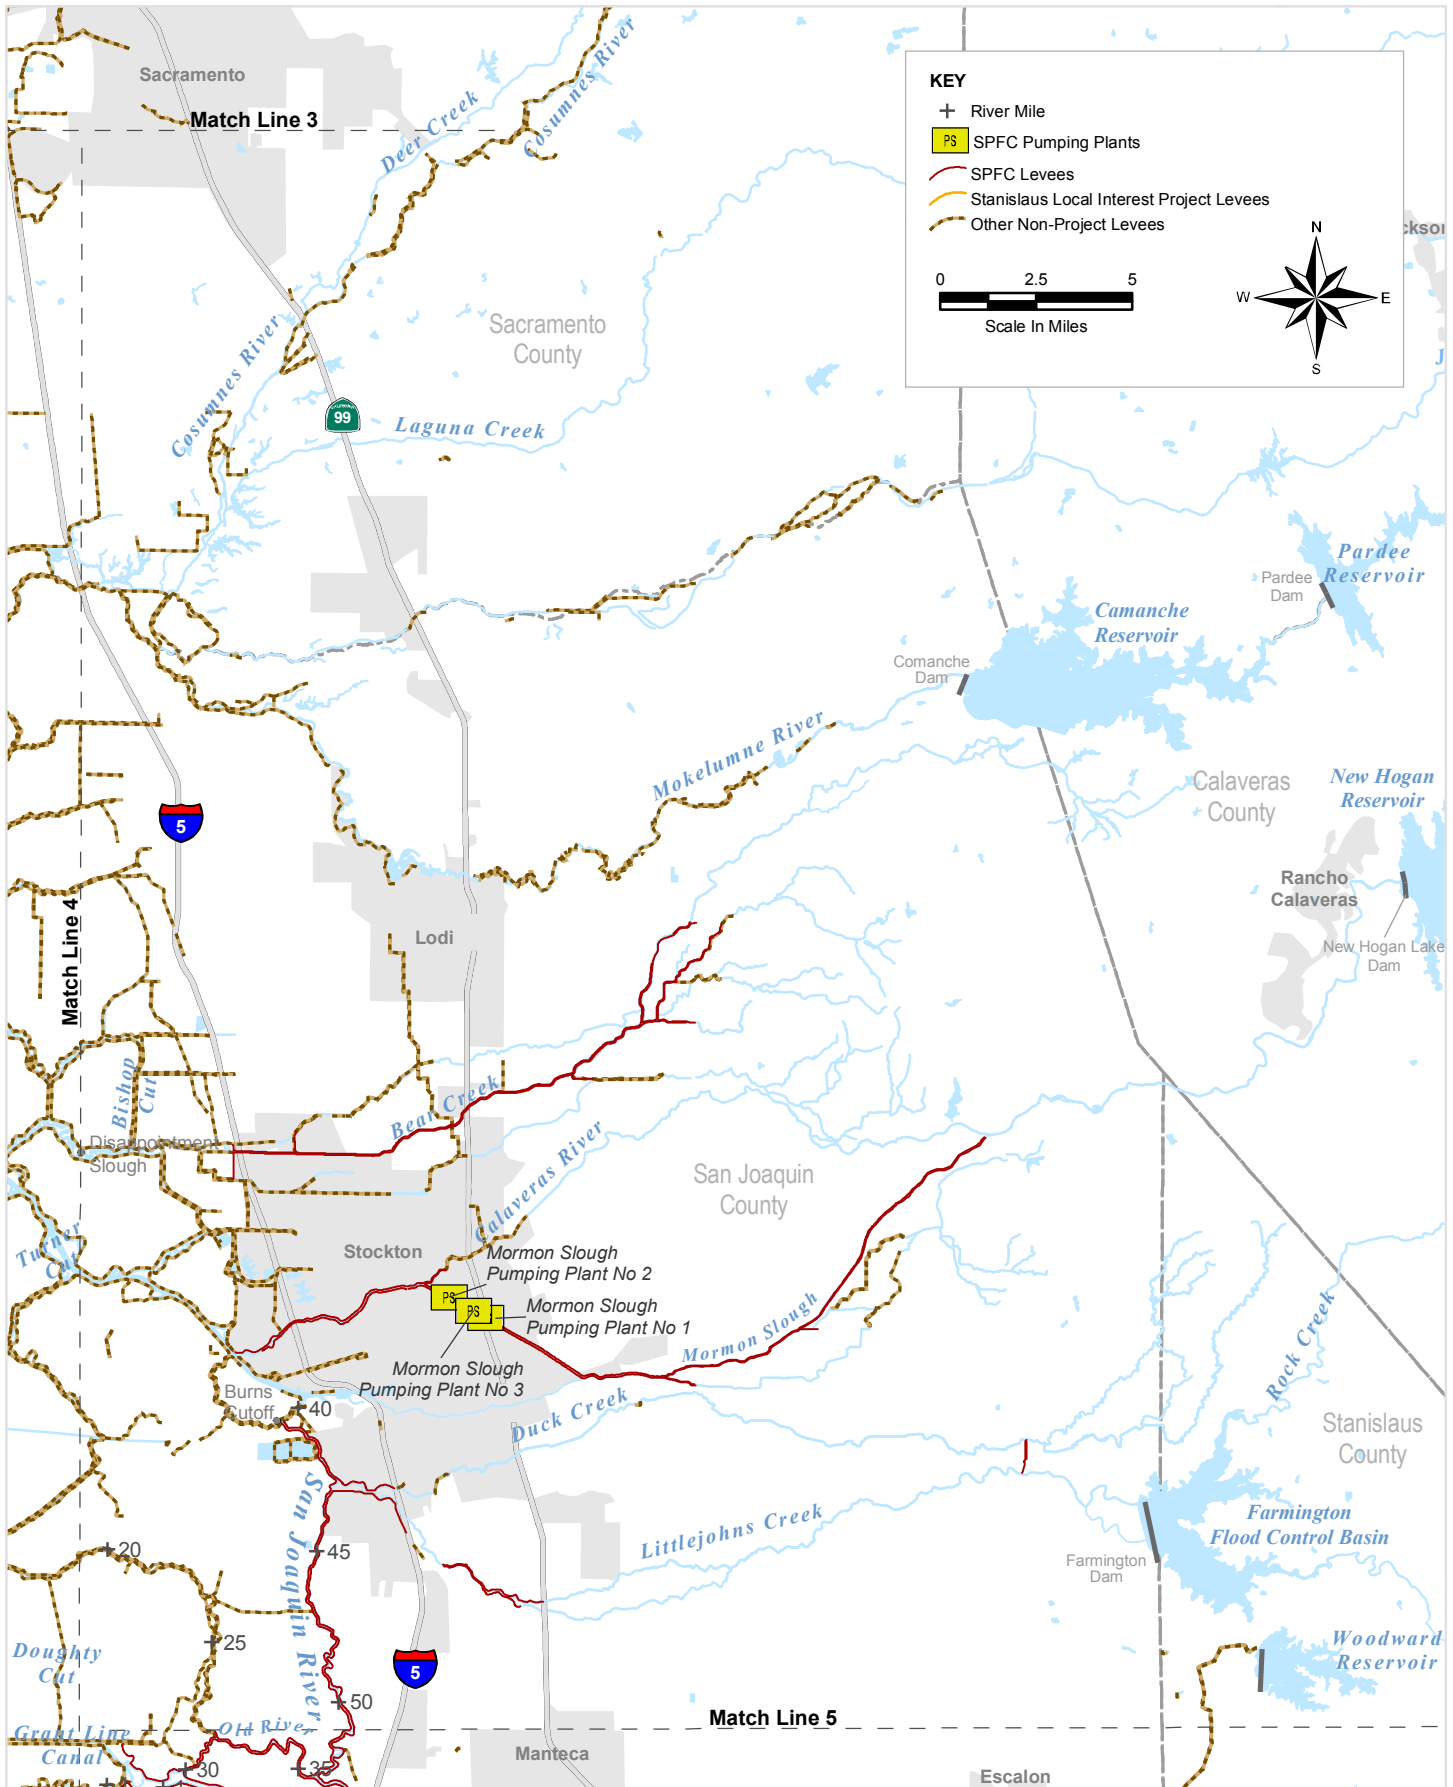 Sacramento
Match Line 3
Deer Creek
Cosumnes River
KEY
River Mile
PS
SPFC Pumping Plants
SPFC Levees
Stanislaus Local Interest Project Levees
Other Non-Project Levees
0 2.5 5
Scale In Miles
N
W
E
S
Sacramento
County
Cosumnes River
99
Laguna Creek
Pardee
Reservoir
Pardee
Dam
Camanche
Reservoir
Comanche
Dam
Mokelumne River
Calaveras
County
New Hogan
Reservoir
5
Rancho
Calaveras
New Hogan Lake
Dam
Match Line 4
Lodi
Bishop
Cut
Bear Creek
Disappointment
Slough
Calaveras River
San Joaquin
County
Turner
Cut
Stockton
Mormon Slough
Pumping Plant No 2
PS
PS
Mormon Slough
Pumping Plant No 1
Mormon Slough
Pumping Plant No 3
Mormon Slough
Rock Creek
Burns
Cutoff
40
Duck Creek
Stanislaus
County
San Joaquin River
Littlejohns Creek
Farmington
Flood Control Basin
Farmington
Dam
20
45
25
Doughty
Cut
5
Woodward
Reservoir
50
Match Line 5
Old River
Grant Line
Canal
30
35
Manteca
Escalon